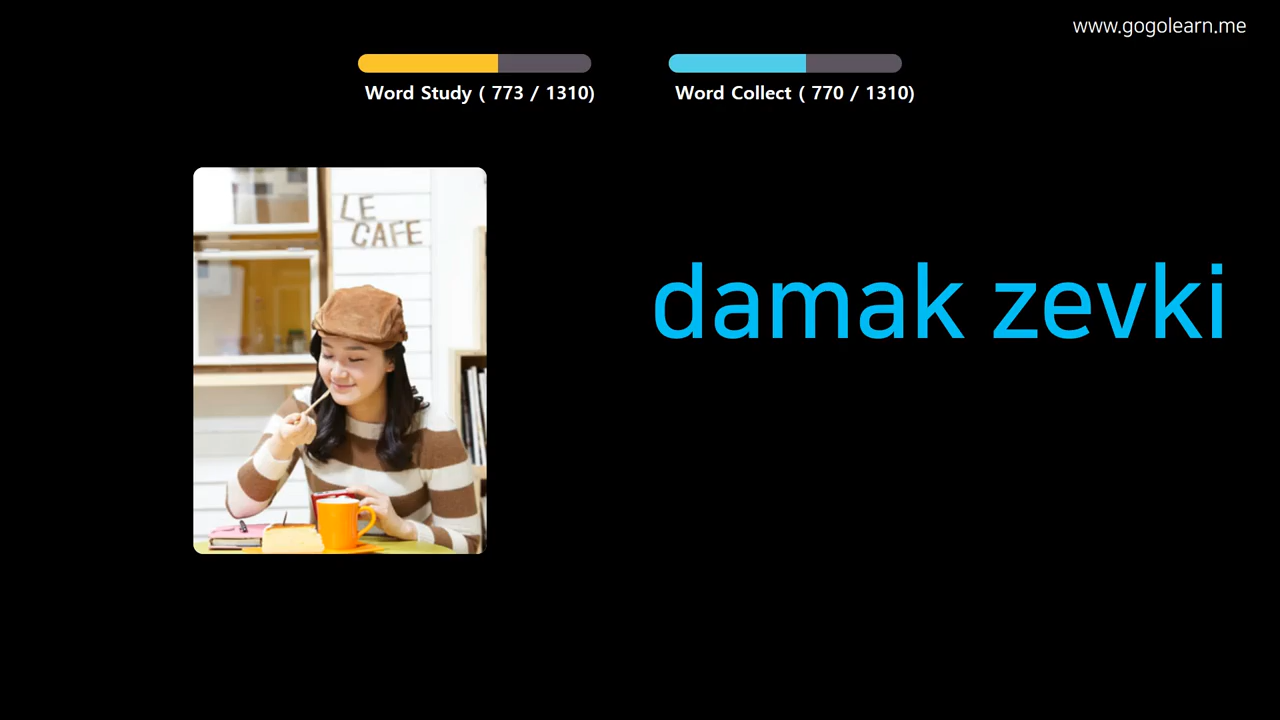 www.gogolearn.me
Word Study ( 773 / 1310)
Word Collect ( 770 / 1310)
LE
CAFE
damak zevki